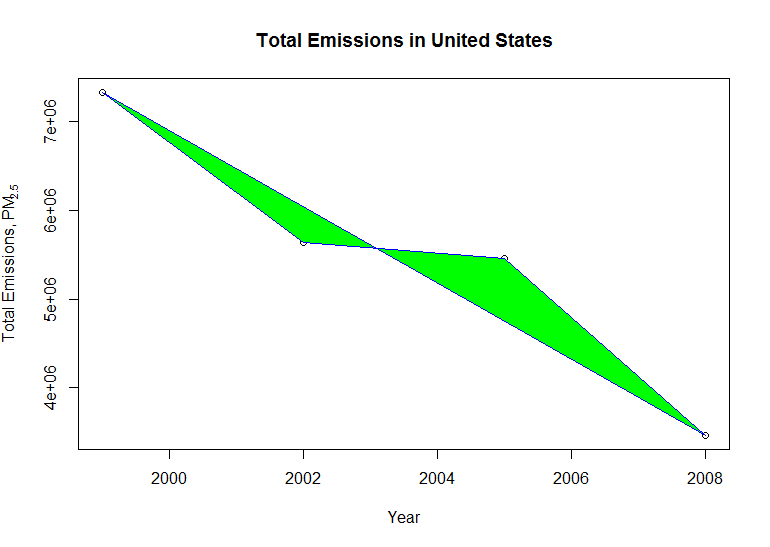 Total Emissions in United States
Total Emissions, PM2.5
7e+06
6e+06
5e+06
4e+06
2000 2002 2004 2006 2008
Year